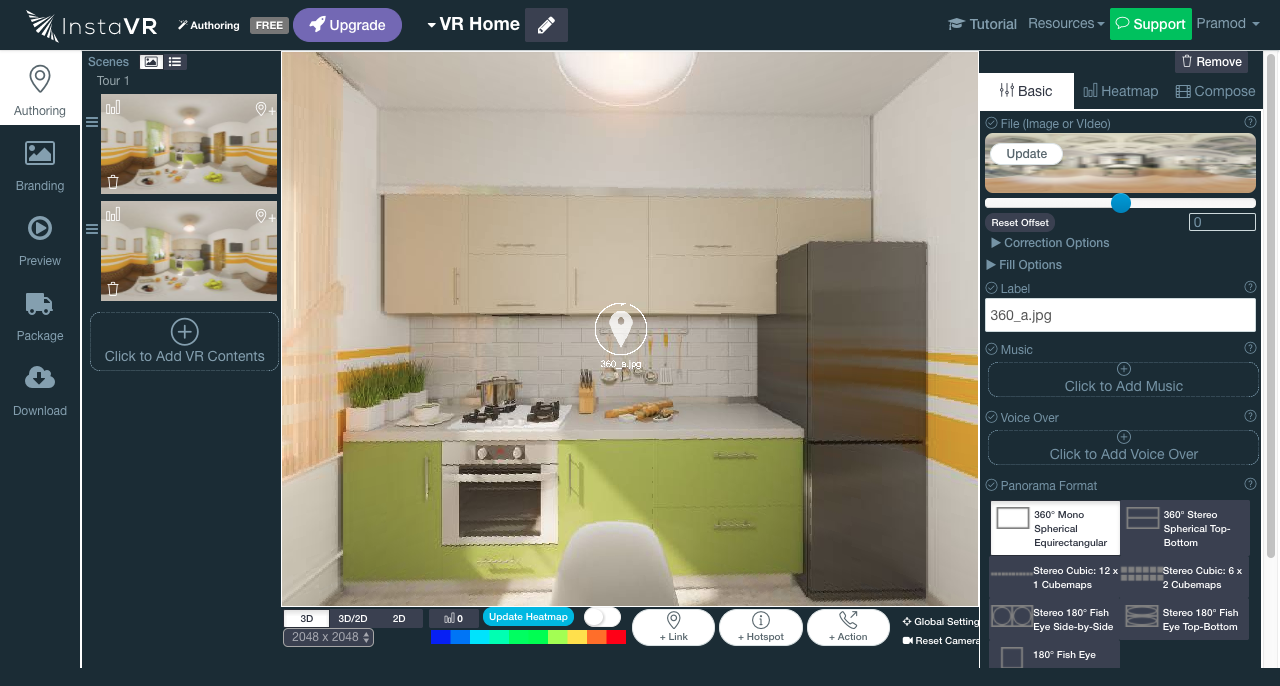 InstaVR
Authoring
FREE
Upgrade
VR Home
Tutorial
Resources
Support
Pramod
Authoring
Branding
Preview
Package
Download
Scenes
Tour 1
Click to Add VR Contents
360_a.jpg
3D
3D/2D
2D
2048 x 2048
0
Update Heatmap
+ Link
+ Hotspot
+ Action
Global Setting
Reset Camera
Remove
Basic
Heatmap
Compose
File (Image or VIdeo)
Update
Reset Offset
0
Correction Options
Fill Options
Label
360_a.jpg
Music
Click to Add Music
Voice Over
Click to Add Voice Over
Panorama Format
360° Mono
Spherical
Equirectangular
360° Stereo
Spherical Top-
Bottom
Stereo Cubic: 12 x
1 Cubemaps
Stereo Cubic: 6 x
2 Cubemaps
Stereo 180° Fish
Eye Side-by-Side
Stereo 180° Fish
Eye Top-Bottom
180° Fish Eye